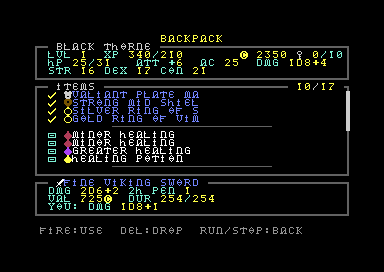 BACKPACK
BLACK THORNE
LVL 1 XP 340/210 2350 0/10
HP 25/31 ATT +6 AC 25 DMG 1D8+4
STR 16 DEX 17 CON 21
ITEMS 10/17
VALIANT PLATE MA
STRONG MID SHIEL
SILVER RING OF S
GOLD RING OF VIM
MINOR HEALING
MINOR HEALING
GREATER HEALING
HEALING POTION
FINE VIKING SWORD
DMG 2D6+2 2H PEN 1
VAL 725 DUR 254/254
YOU: DMG 1D8+1
FIRE:USE DEL:DROP RUN/STOP:BACK